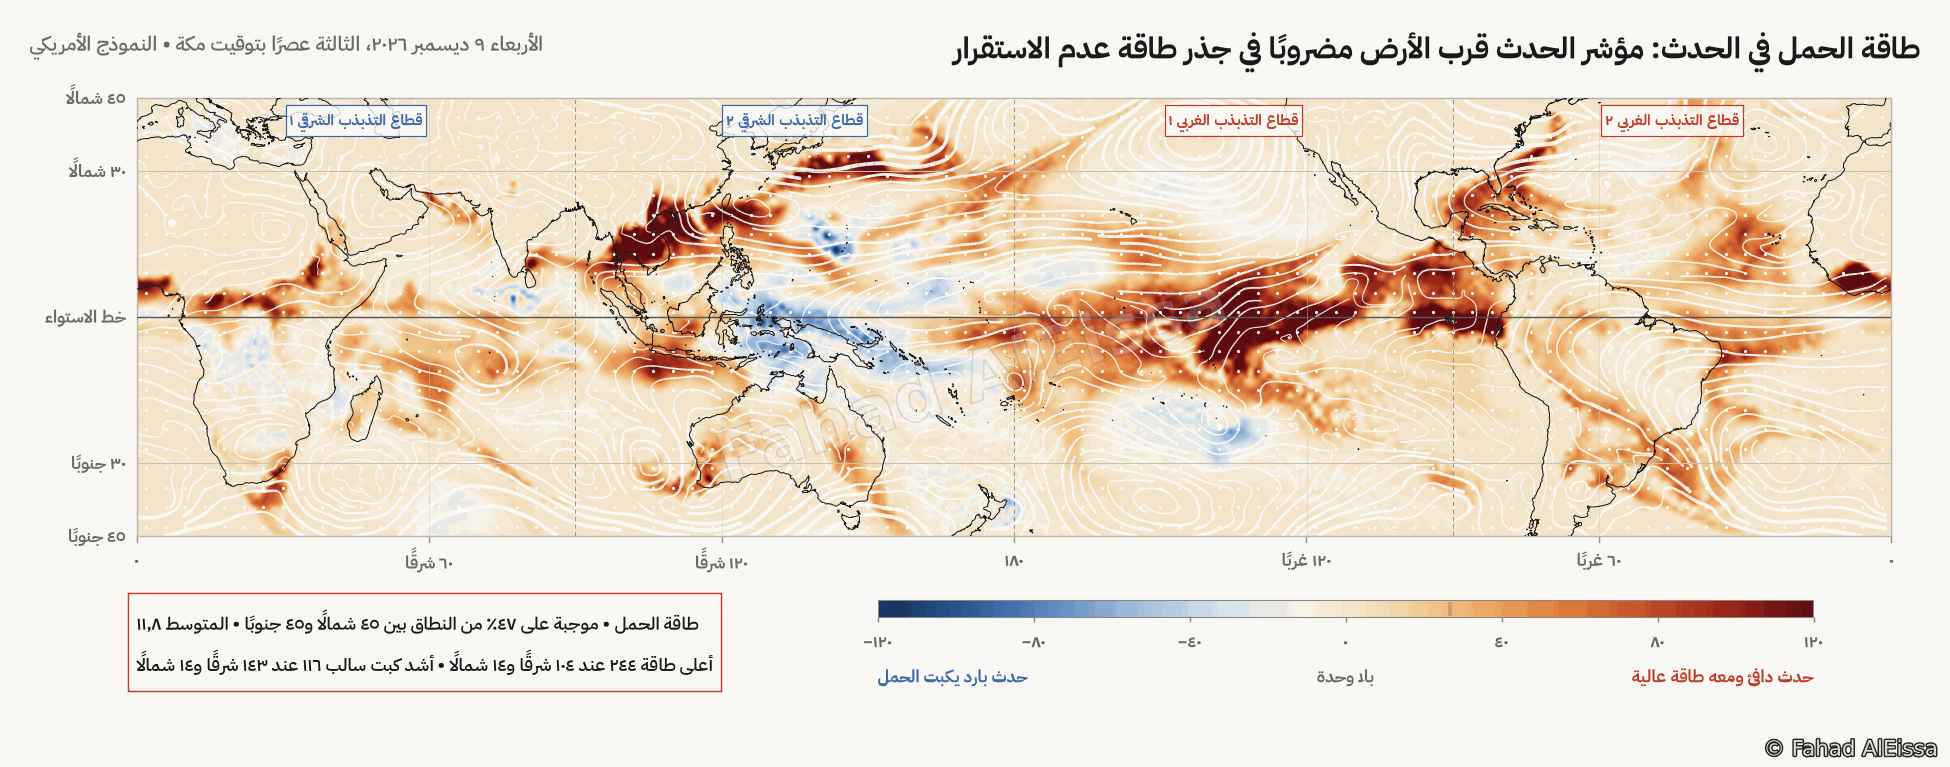 طاقة الحمل في الحدث: مؤشر الحدث قرب الأرض مضروبًا في جذر طاقة عدم الاستقرار
الأربعاء ٩ ديسمبر ٢٠٢٦، الثالثة عصرًا بتوقيت مكة • النموذج الأمريكي
قطاع التذبذب الشرقي ١
قطاع التذبذب الشرقي ٢
قطاع التذبذب الغربي ١
قطاع التذبذب الغربي ٢
٤٥ شمالًا
٣٠ شمالًا
خط الاستواء
٣٠ جنوبًا
٤٥ جنوبًا
٠
٦٠ شرقًا
١٢٠ شرقًا
١٨٠
١٢٠ غربًا
٦٠ غربًا
٠
Fahad AlEissa
طاقة الحمل • موجبة على ٤٧٪ من النطاق بين ٤٥ شمالًا و٤٥ جنوبًا • المتوسط ١١,٨
أعلى طاقة ٢٤٤ عند ١٠٤ شرقًا و١٤ شمالًا • أشد كبت سالب ١١٦ عند ١٤٣ شرقًا و١٤ شمالًا
−١٢٠
−٨٠
−٤٠
٠
٤٠
٨٠
١٢٠
حدث بارد يكبت الحمل
بلا وحدة
حدث دافئ ومعه طاقة عالية
© Fahad AlEissa